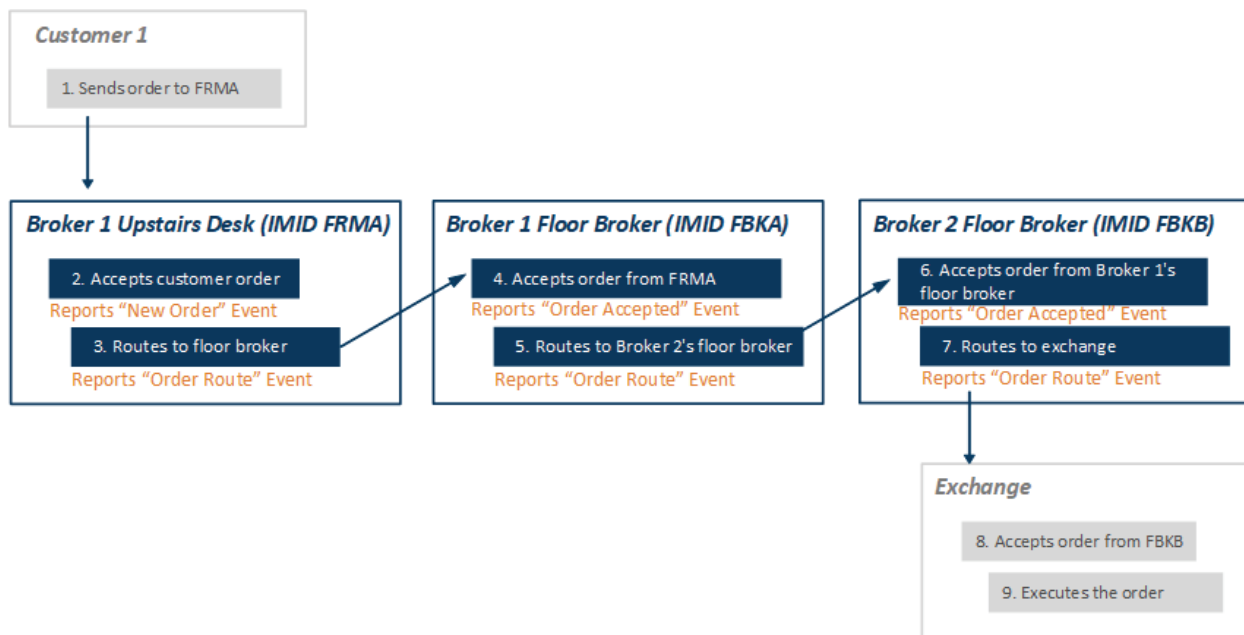 Customer 1
1. Sends order to FRMA
Broker 1 Upstairs Desk (IMID FRMA)
2. Accepts customer order
Reports “New Order” Event
3. Routes to floor broker
Reports “Order Route” Event
Broker 1 Floor Broker (IMID FBKA)
4. Accepts order from FRMA
Reports “Order Accepted” Event
5. Routes to Broker 2's floor broker
Reports “Order Route” Event
Broker 2 Floor Broker (IMID FBKB)
6. Accepts order from Broker 1's
floor broker
Reports “Order Accepted” Event
7. Routes to exchange
Reports “Order Route” Event
Exchange
8. Accepts order from FBKB
9. Executes the order